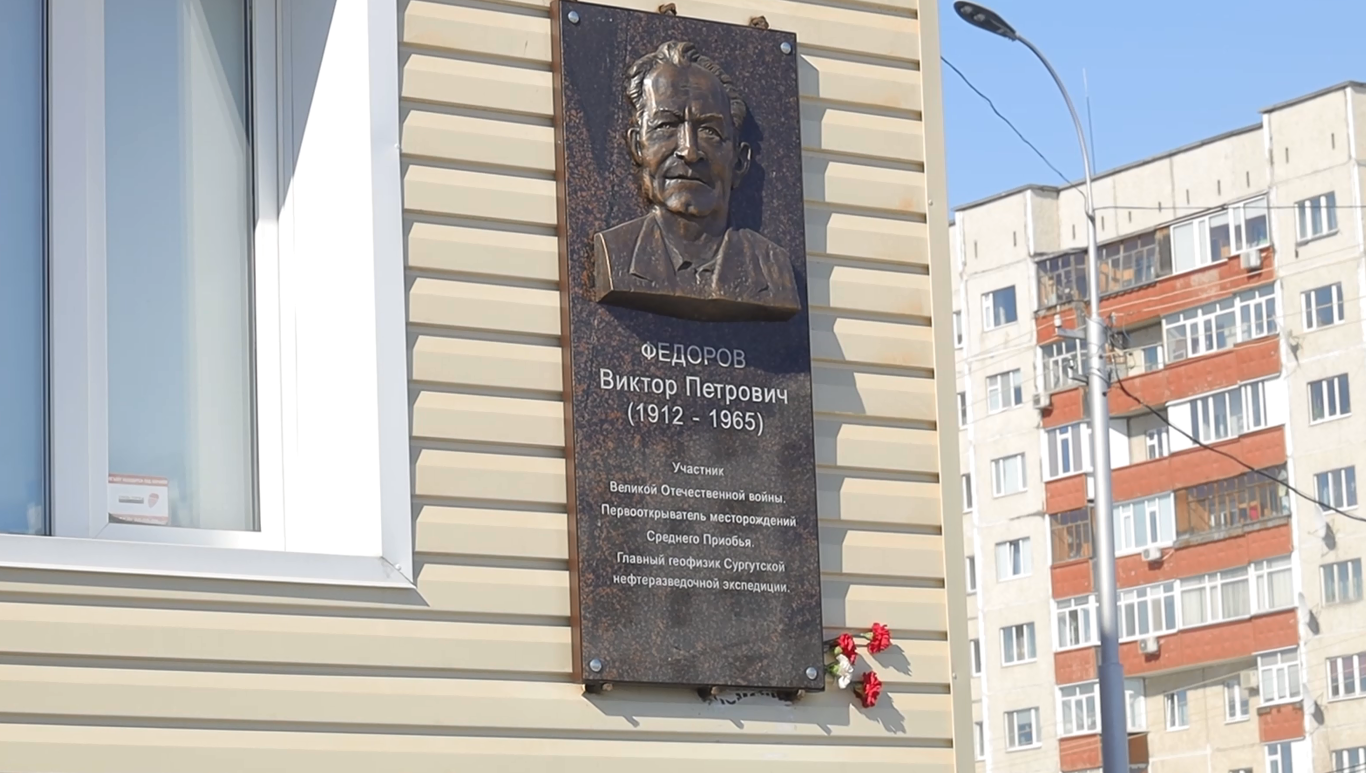 ФЕДОРОВ
Виктор Петрович
(1912 - 1965)
Участник
Великой Отечественной войны.
Первооткрыватель месторождений
Среднего Приобья.
Главный геофизик Сургутской
нефтеразведочной экспедиции.